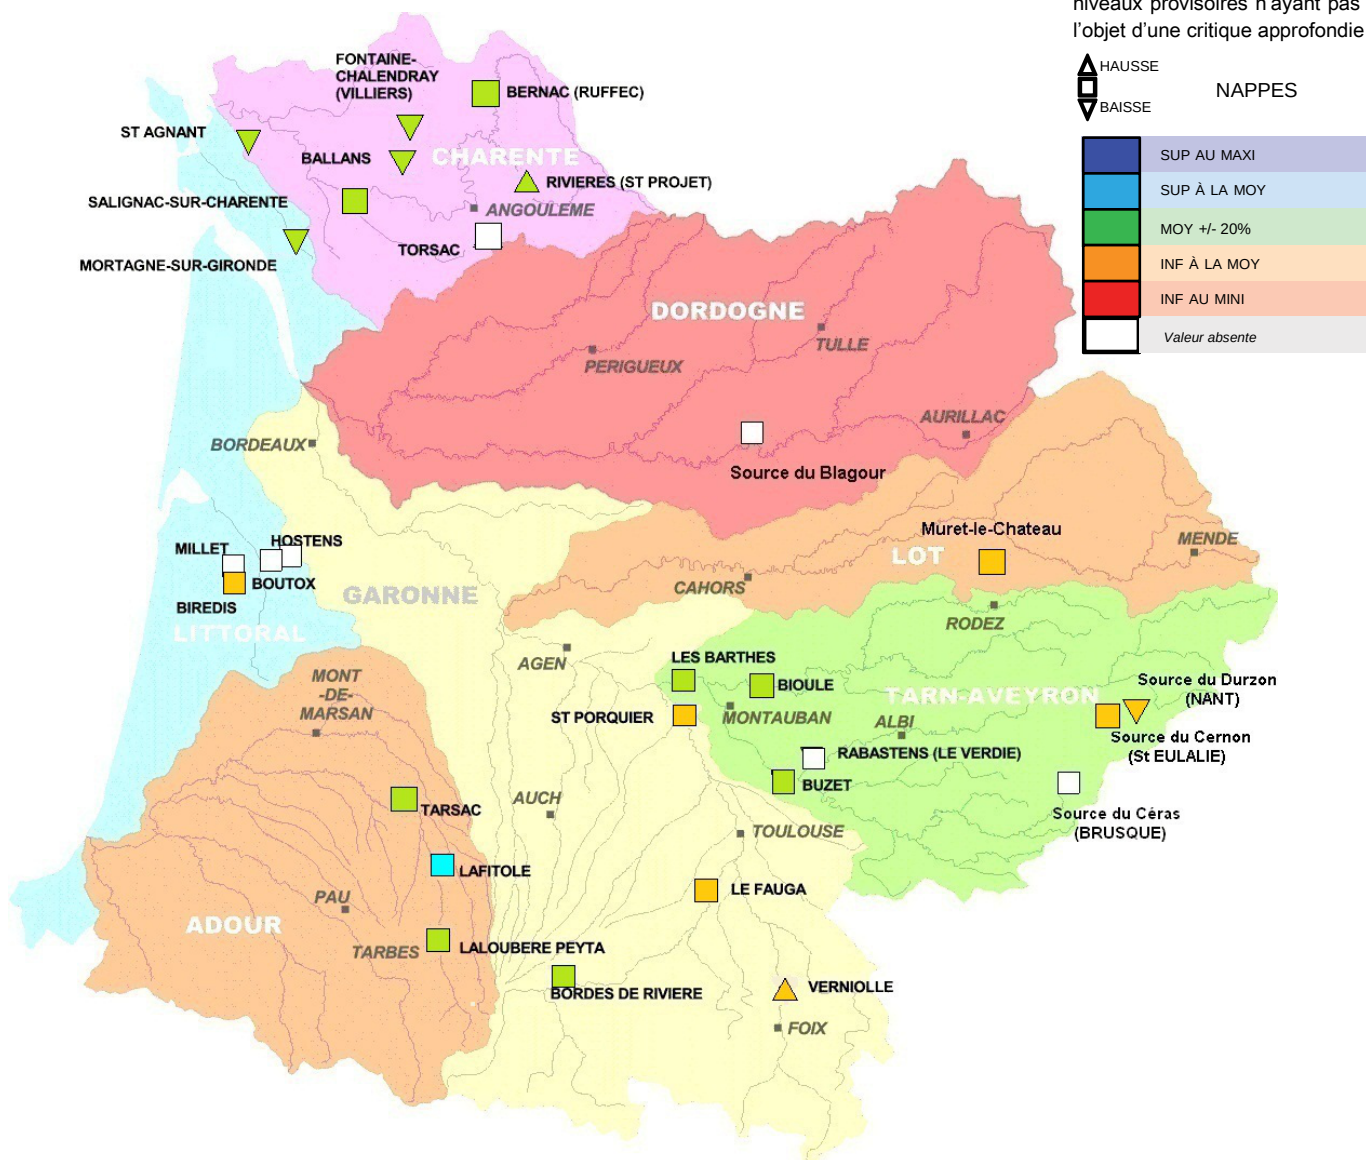 niveaux provisoires n'ayant pas
l'objet d'une critique approfondie
HAUSSE
BAISSE
NAPPES
SUP AU MAXI
SUP À LA MOY
MOY +/- 20%
INF À LA MOY
INF AU MINI
Valeur absente
FONTAINE-
CHALENDRAY
(VILLIERS)
BERNAC (RUFFEC)
ST AGNANT
BALLANS
CHARENTE
RIVIERES (ST PROJET)
SALIGNAC-SUR-CHARENTE
ANGOULEME
TORSAC
MORTAGNE-SUR-GIRONDE
DORDOGNE
TULLE
PERIGUEUX
AURILLAC
BORDEAUX
Source du Blagour
Muret-le-Chateau
MENDE
LOT
HOSTENS
MILLET
BOUTOX
BIREDIS
CAHORS
GARONNE
LITTORAL
RODEZ
AGEN
LES BARTHES
BIOULE
MONT
-DE-
MARSAN
TARN-AVEYRON
Source du Durzon
(NANT)
ST PORQUIER
MONTAUBAN
ALBI
Source du Cernon
(St EULALIE)
RABASTENS (LE VERDIE)
BUZET
TARSAC
AUCH
Source du Céras
(BRUSQUE)
TOULOUSE
LAFITOLE
LE FAUGA
PAU
ADOUR
TARBES
LALOUBERE PEYTA
BORDES DE RIVIERE
VERNIOLLE
FOIX